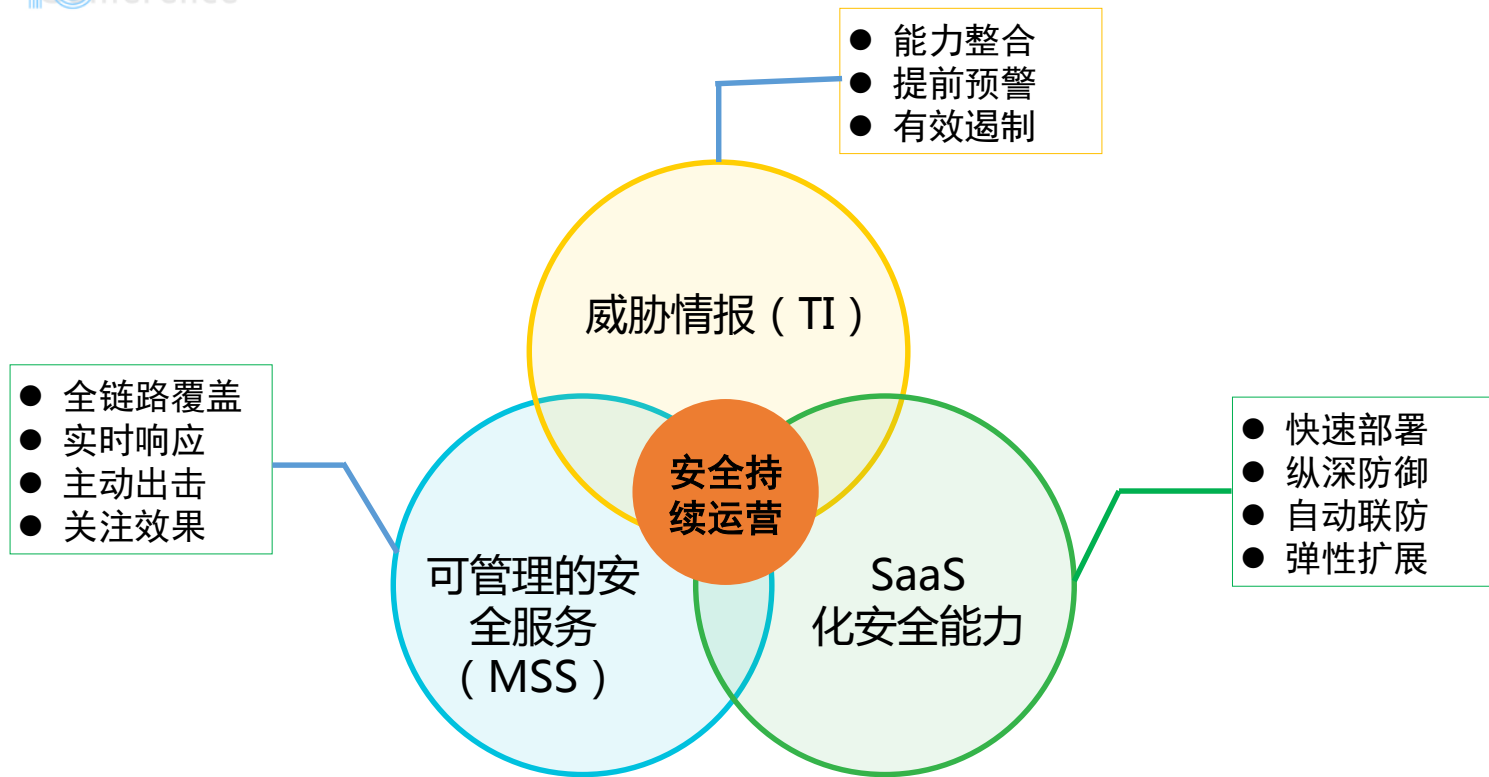 ● 能力整合
● 提前预警
● 有效遏制
威胁情报（TI）
● 全链路覆盖
● 实时响应
● 主动出击
● 关注效果
安全持
续运营
● 快速部署
● 纵深防御
● 自动联防
● 弹性扩展
可管理的安
全服务
（MSS）
SaaS
化安全能力